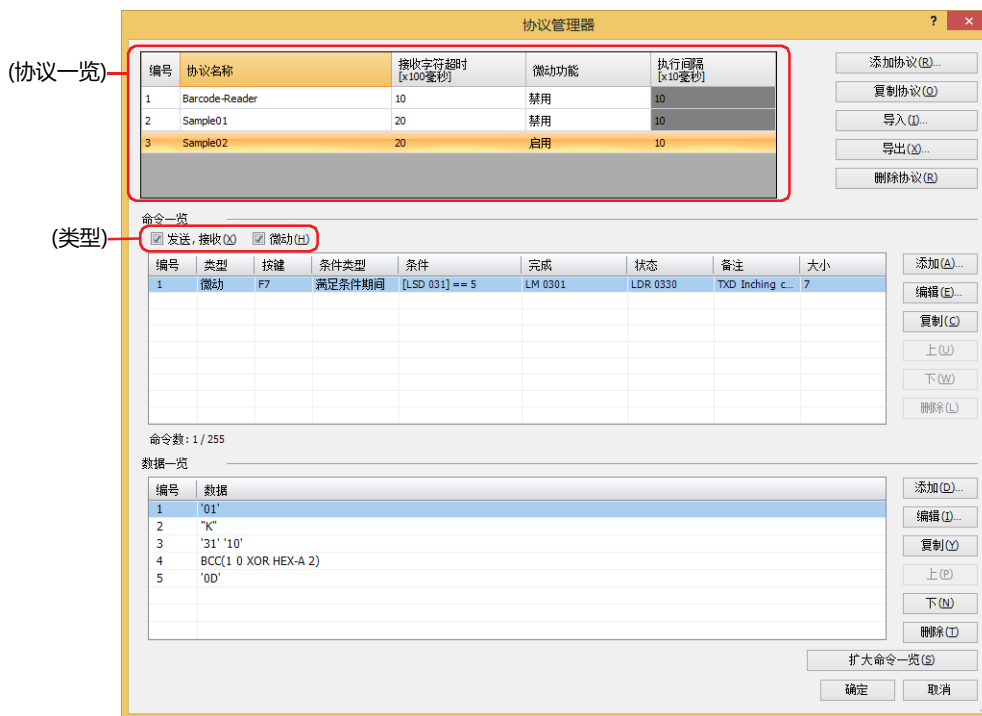 协议管理器
?
×
(协议一览)
编号 协议名称 接收字符超时 [x100毫秒] 微动功能 执行间隔 [x10毫秒]
1 Barcode-Reader 10 禁用 10
2 Sample01 20 禁用 10
3 Sample02 20 启用 10
添加协议(R)...
复制协议(O)
导入(I)...
导出(X)...
删除协议(R)
命令一览
(类型)
发送,接收(X) 微动(H)
编号 类型 按键 条件类型 条件 完成 状态 备注 大小
1 微动 F7 满足条件期间 [LSD 031] == 5 LM 0301 LDR 0330 TXD Inching c... 7
添加(A)...
编辑(E)...
复制(C)
上(U)
下(W)
删除(L)
命令数: 1 / 255
数据一览
编号 数据
1 '01'
2 "K"
3 '31' '10'
4 BCC(1 0 XOR HEX-A 2)
5 '0D'
添加(D)...
编辑(I)...
复制(Y)
上(P)
下(N)
删除(T)
扩大命令一览(S)
确定 取消